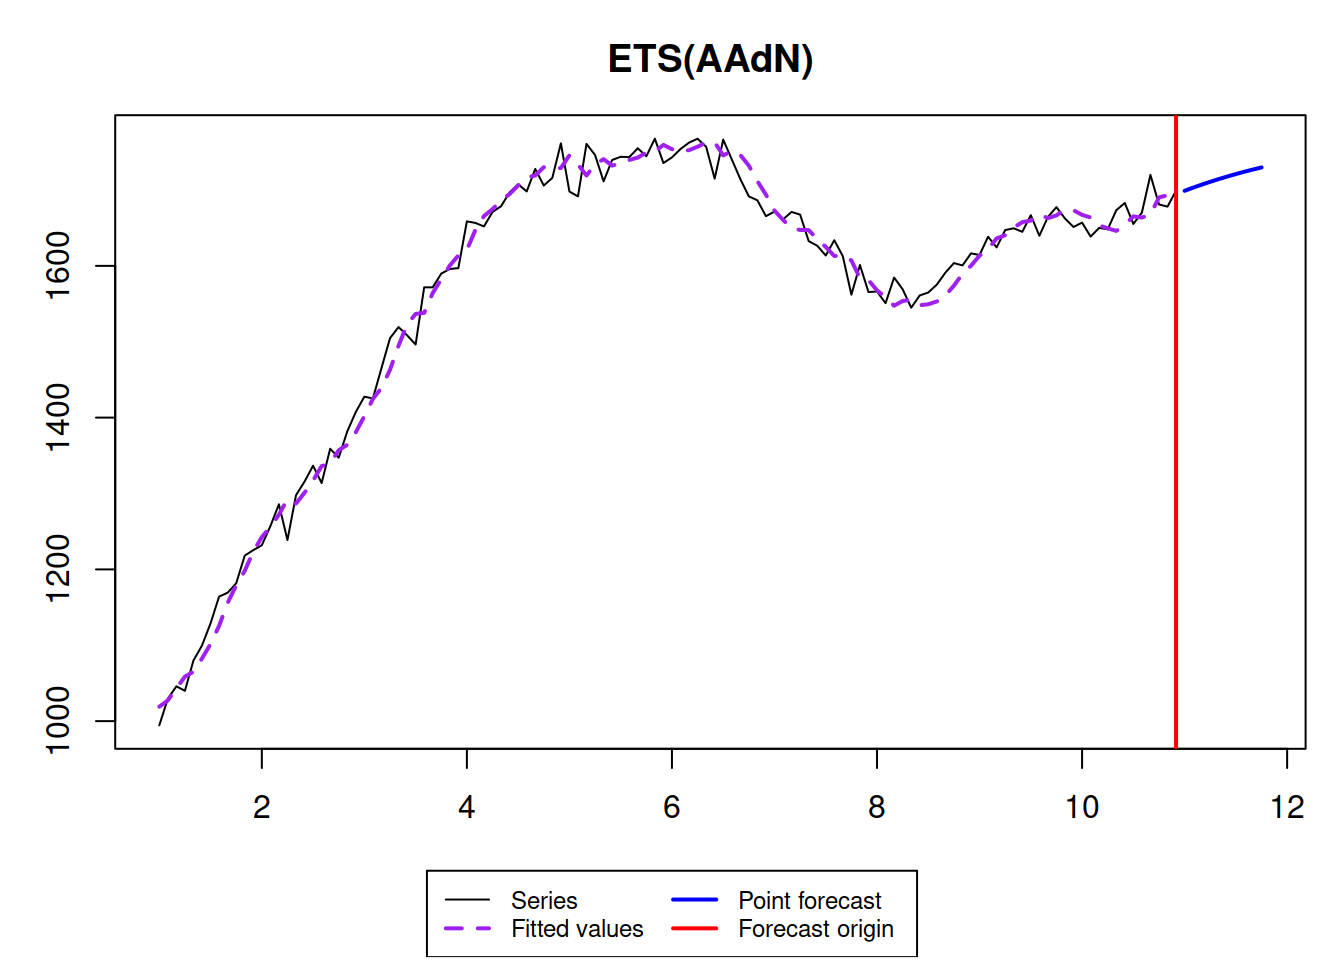 ETS(AAdN)
1600
1400
1200
1000
2 4 6 8 10 12
Series Point forecast
Fitted values Forecast origin